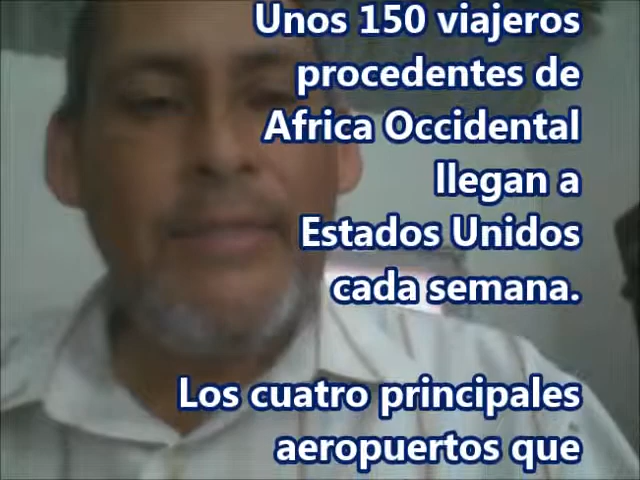 Unos 150 viajeros
procedentes de
Africa Occidental
llegan a
Estados Unidos
cada semana.
Los cuatro principales
aeropuertos que